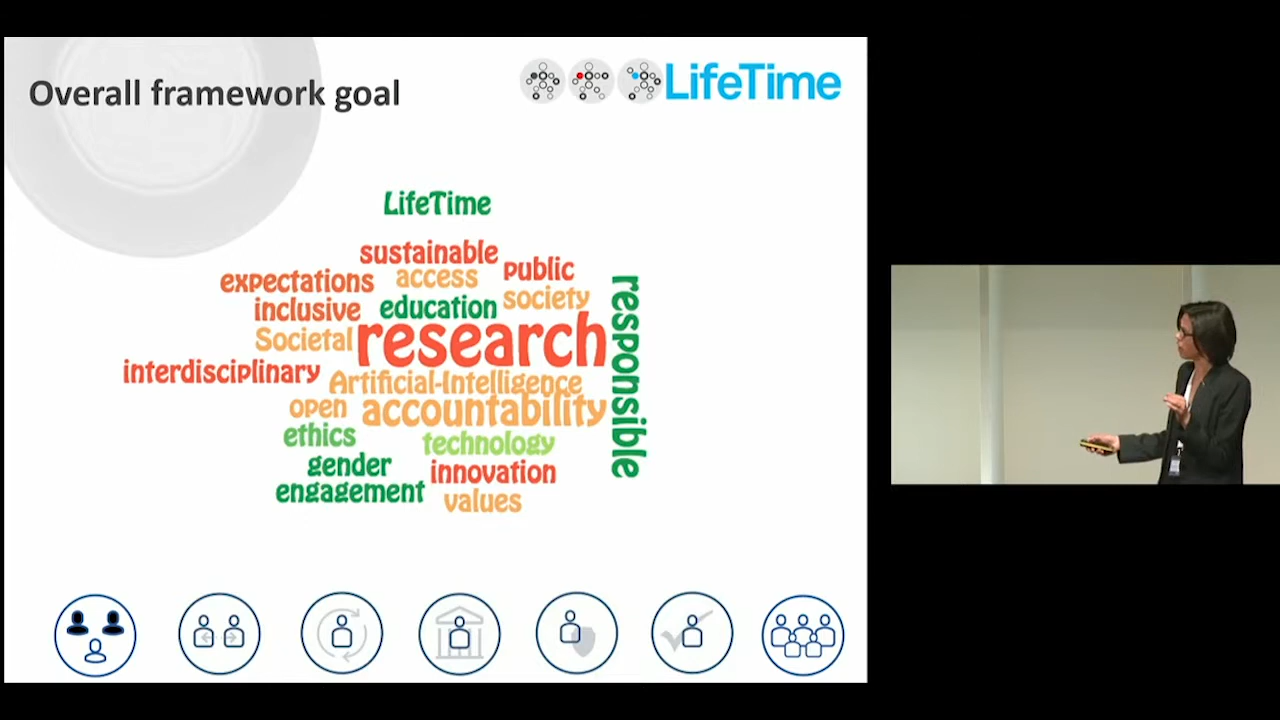 Overall framework goal
LifeTime
LifeTime
sustainable
expectations
access
public
inclusive
education
society
Societal
research
responsible
interdisciplinary
Artificial-Intelligence
open
accountability
ethics
technology
gender
innovation
engagement
values